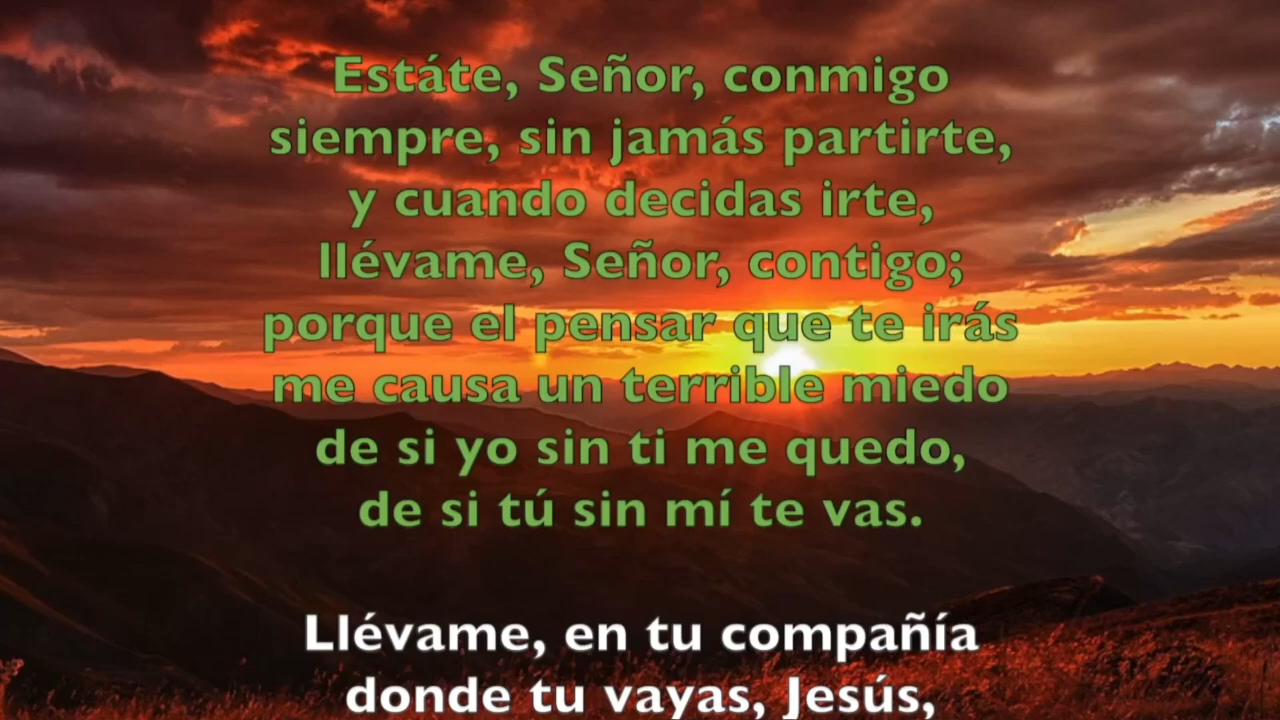 Estáte, Señor, conmigo
siempre, sin jamás partirte,
y cuando decidas irte,
llévame, Señor, contigo;
porque el pensar que te irás
me causa un terrible miedo
de si yo sin ti me quedo,
de si tú sin mí te vas.
Llévame, en tu compañía
donde tu vayas, Jesús,